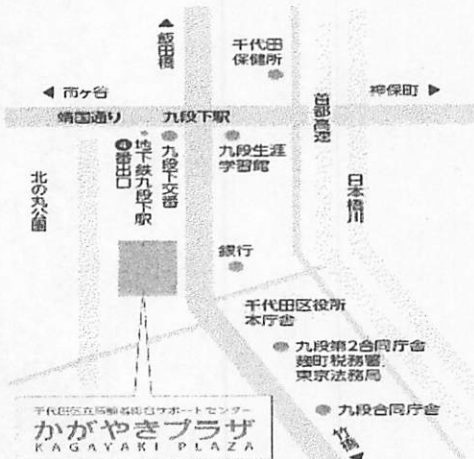 ▲飯田橋
千代田
保健所
◀ 市ヶ谷
神保町 ▶
首都高速
靖国通り
九段下駅
❹番出口
地下鉄九段下駅
九段下交番
九段生涯
学習館
北の丸公園
日本橋川
銀行
千代田区役所
本庁舎
九段第2合同庁舎
麹町税務署
東京法務局
九段合同庁舎
竹橋▼
千代田区立高齢者総合サポートセンター
かがやきプラザ
KAGAYAKI PLAZA